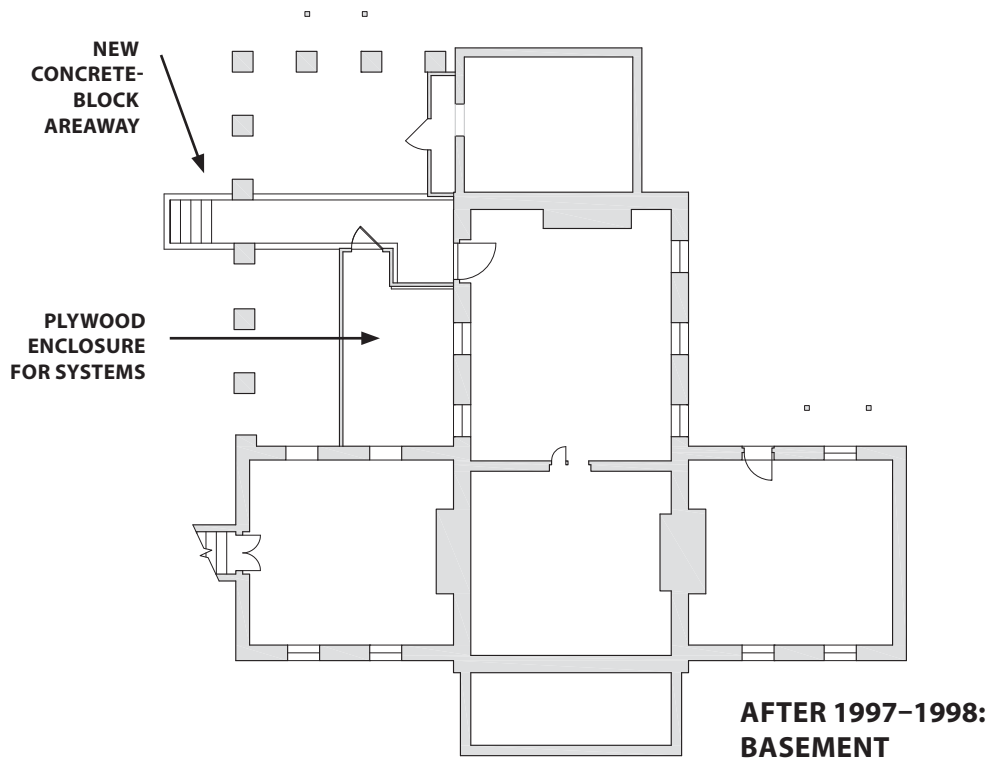 NEW
CONCRETE-
BLOCK
AREAWAY
PLYWOOD
ENCLOSURE
FOR SYSTEMS
AFTER 1997–1998:
BASEMENT